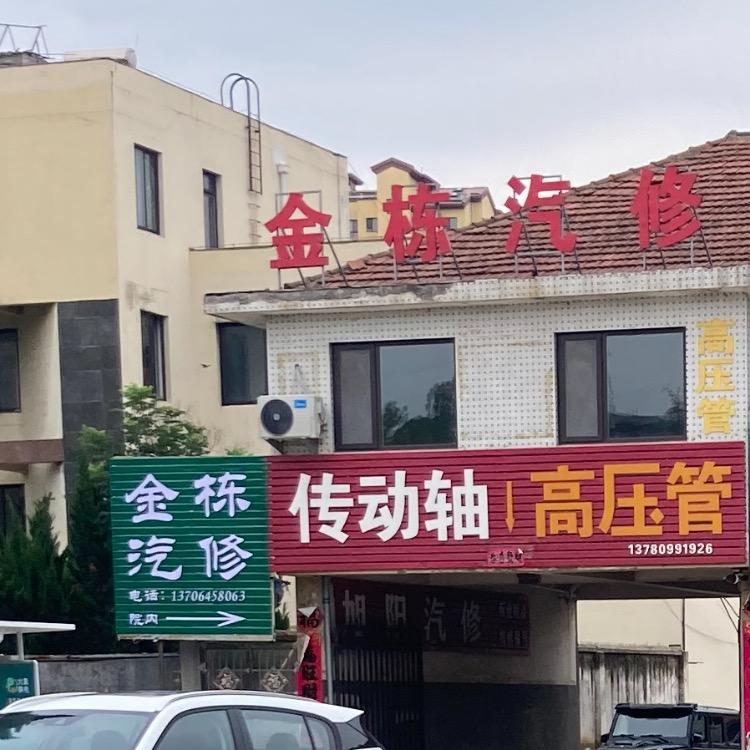 金栋汽修
高压管
金栋
汽修
电话：13706458063
院内
传动轴↓高压管
13780991926
旭阳汽修
福